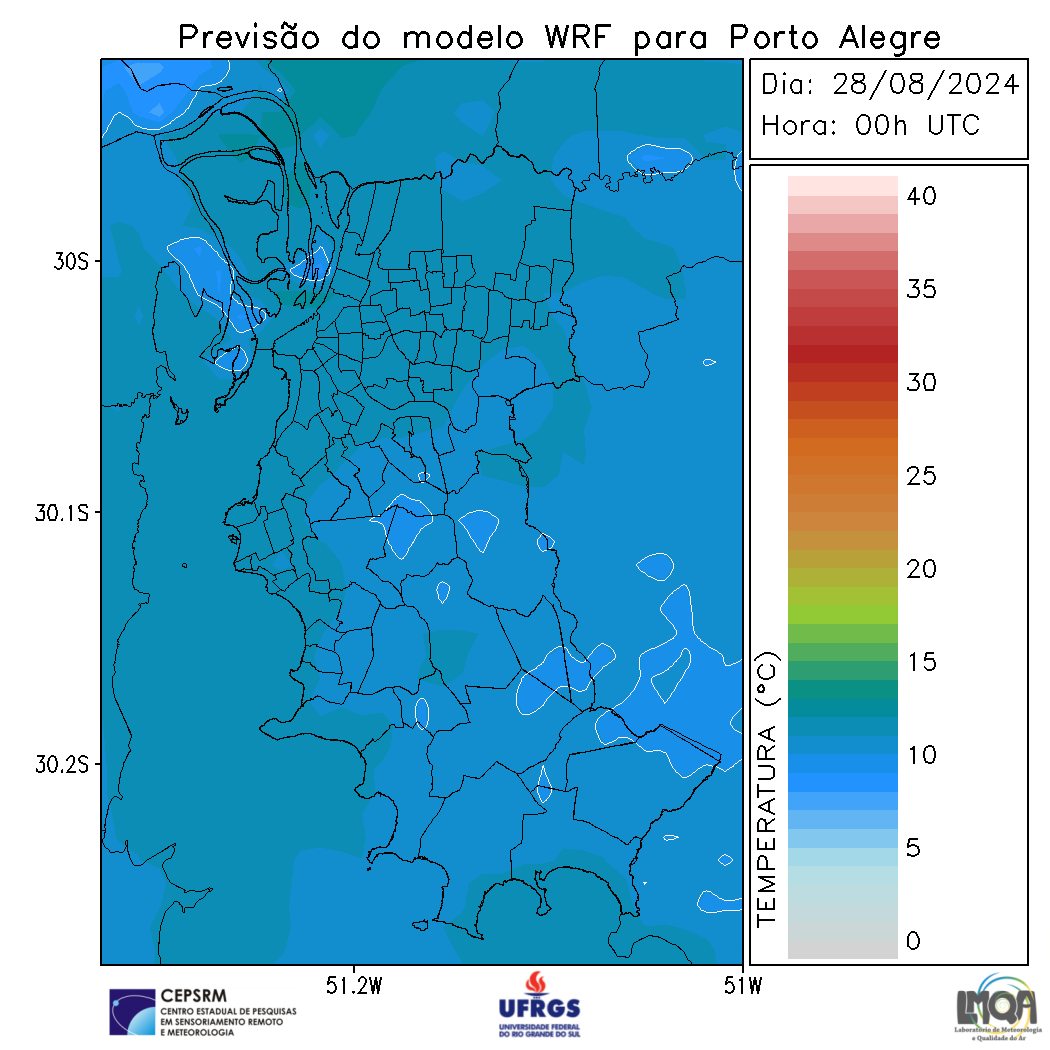 Previsão do modelo WRF para Porto Alegre
Dia: 28/08/2024
Hora: 00h UTC
40
35
30
25
20
15
10
5
0
TEMPERATURA (°C)
30S
30.1S
30.2S
51.2W
51W
CEPSRM
CENTRO ESTADUAL DE PESQUISAS
EM SENSORIAMENTO REMOTO
E METEOROLOGIA
UFRGS
UNIVERSIDADE FEDERAL
DO RIO GRANDE DO SUL
LMQA
Laboratório de Meteorologia
e Qualidade do Ar